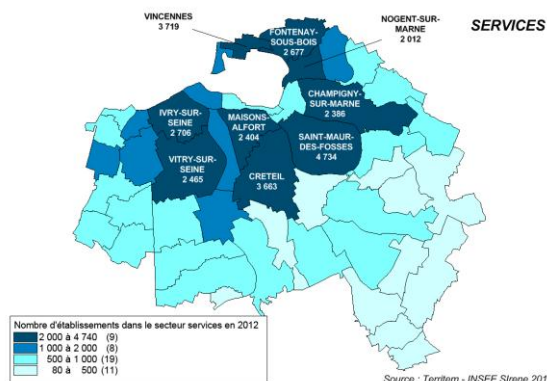 SERVICES
VINCENNES
3 719
FONTENAY-
SOUS-BOIS
2 677
NOGENT-SUR-
MARNE
2 012
CHAMPIGNY-
SUR-MARNE
2 386
IVRY-SUR-
SEINE
2 706
MAISONS-
ALFORT
2 404
SAINT-MAUR-
DES-FOSSES
4 734
VITRY-SUR-
SEINE
2 465
CRETEIL
3 663
Nombre d'établissements dans le secteur services en 2012
2 000 à 4 740 (9)
1 000 à 2 000 (8)
500 à 1 000 (19)
80 à 500 (11)
Source : Territem - INSEE SIrene 201